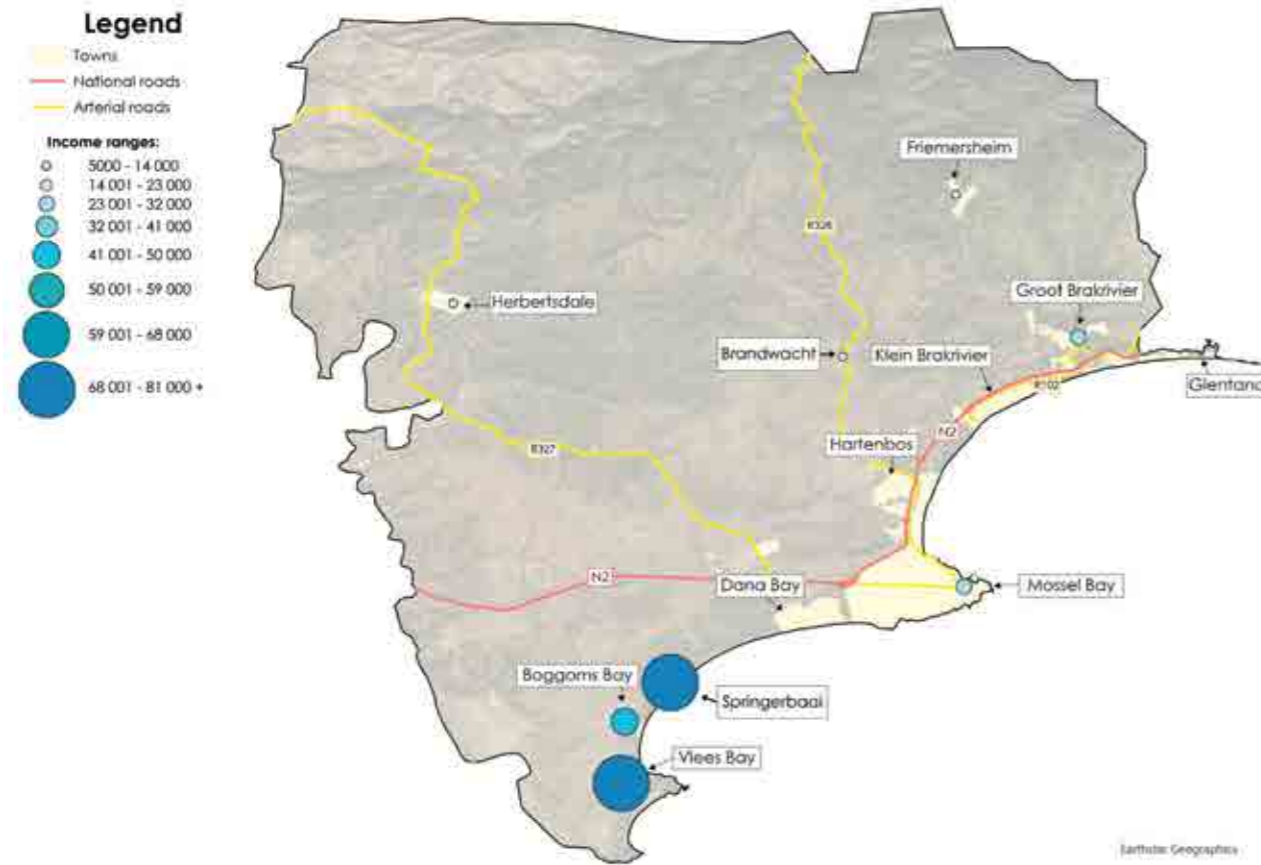 Legend
Towns
National roads
Arterial roads
Income ranges:
5000 - 14 000
14 001 - 23 000
23 001 - 32 000
32 001 - 41 000
41 001 - 50 000
50 001 - 59 000
59 001 - 68 000
68 001 - 81 000 +
Friemersheim
R328
Groot Brakrivier
Herbertsdale
Brandwacht
Klein Brakrivier
Glentana
R102
N2
Hartenbos
R327
N2
Dana Bay
Mossel Bay
Boggoms Bay
Springerbaai
Vlees Bay
Earthstar Geographics